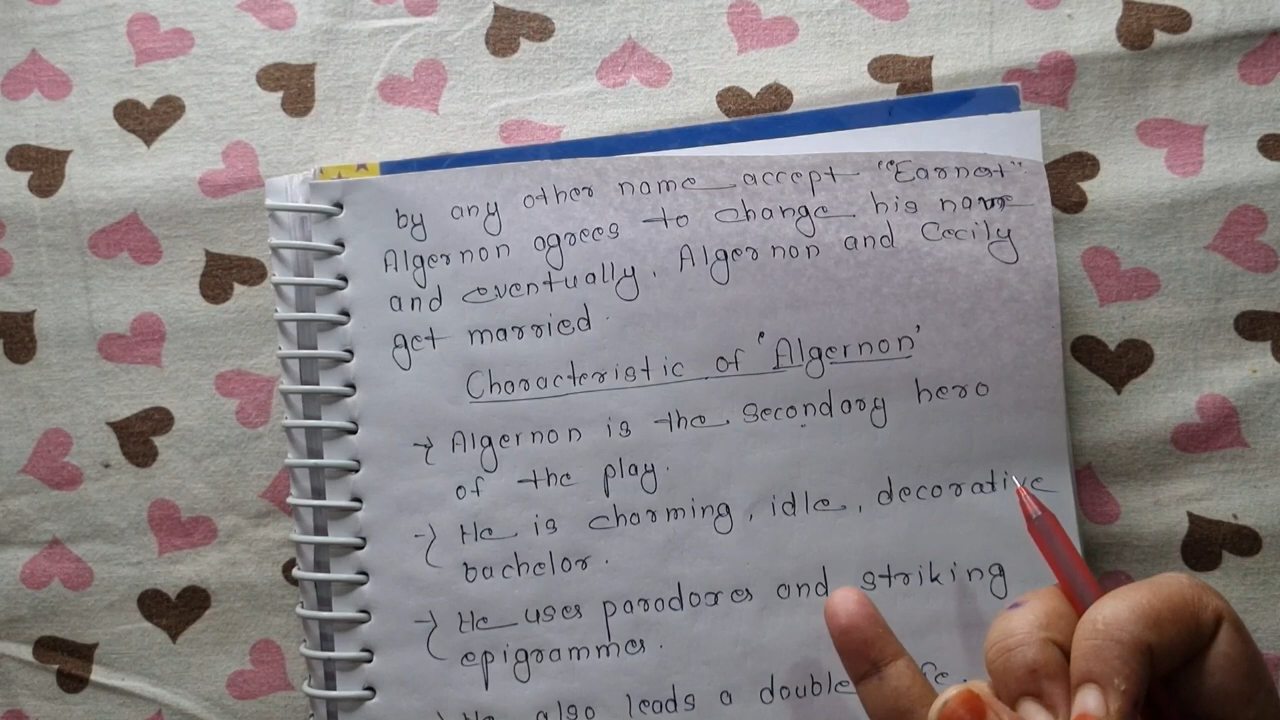 by any other name accept "Earnest".
Algernon agrees to change his name
and eventually, Algernon and Cecily
get married.
Characteristic of 'Algernon'
→ Algernon is the secondary hero
of the play.
→ He is charming, idle, decorative
bachelor.
→ He uses paradoxes and striking
epigrammes.
also leads a double